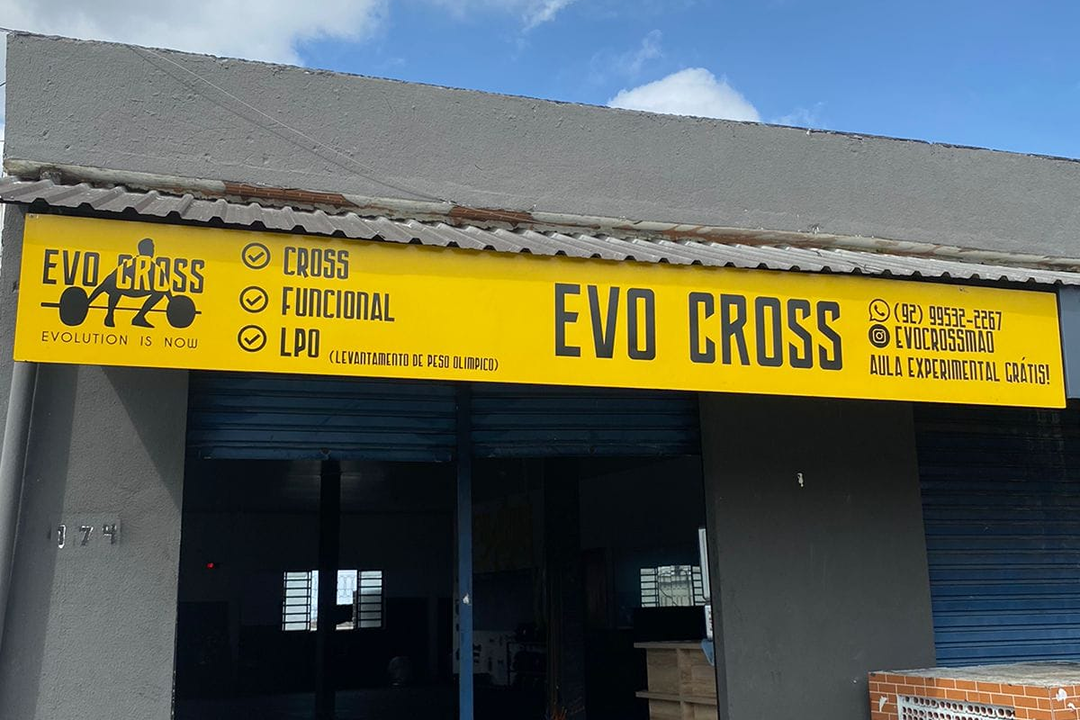 EVO CROSS
EVOLUTION IS NOW
CROSS
FUNCIONAL
LPO (LEVANTAMENTO DE PESO OLIMPICO)
EVO CROSS
(92) 99532-2267
EVOCROSSMAO
AULA EXPERIMENTAL GRÁTIS!